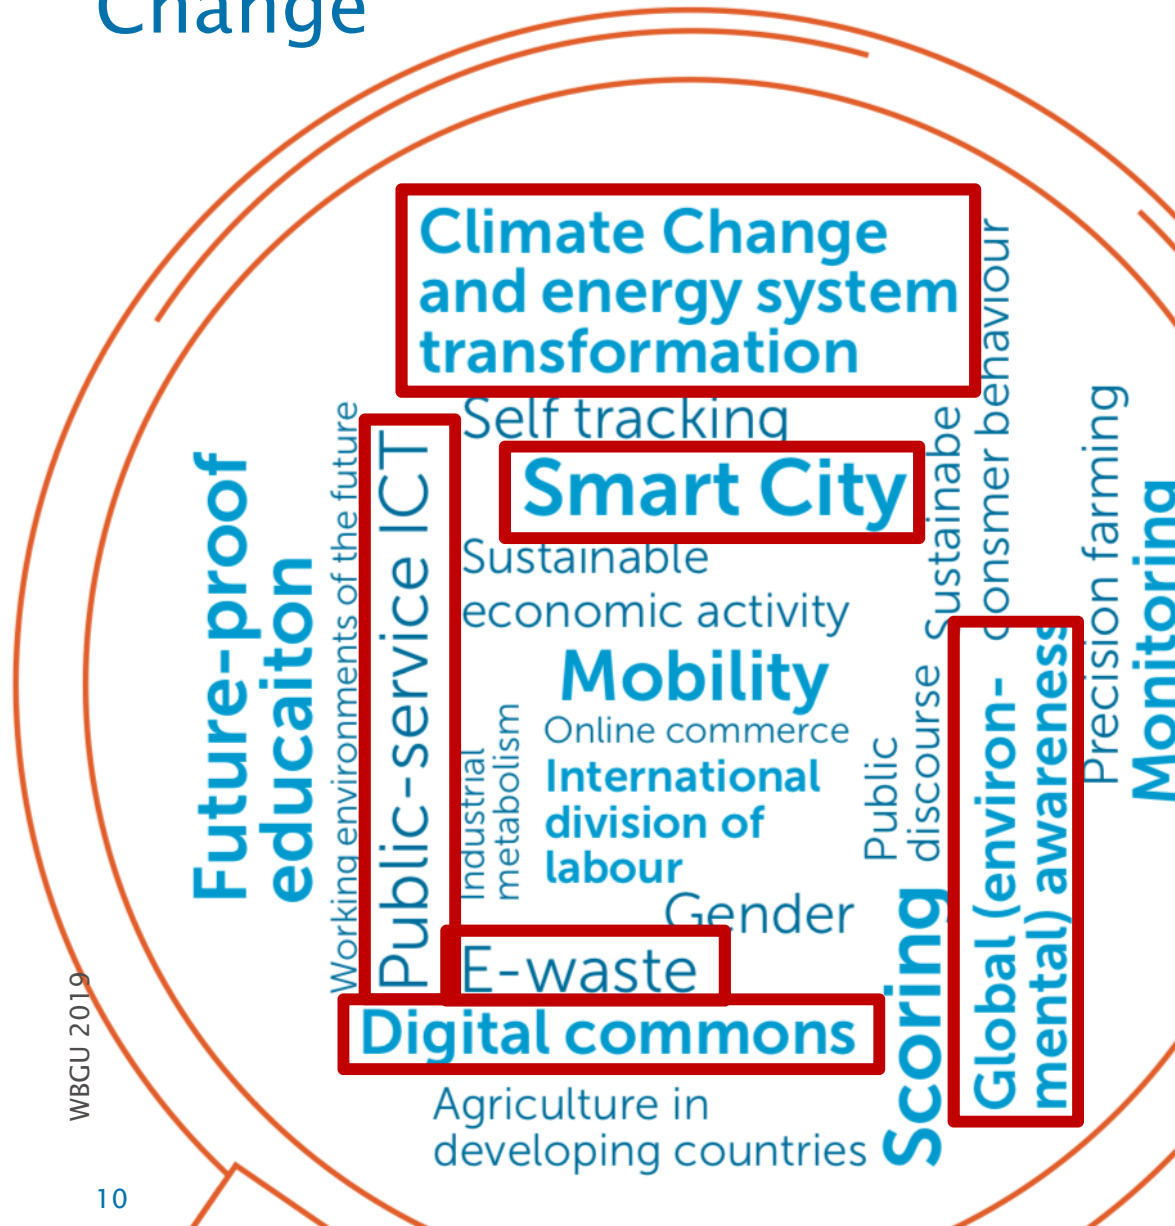 Change
Climate Change
and energy system
transformation
Self tracking
Smart City
Sustainable
economic activity
Mobility
Online commerce
International
division of
labour
Industrial
metabolism
Gender
E-waste
Digital commons
Agriculture in
developing countries
Future-proof
educaiton
Working environments of the future
Public-service ICT
Public
discourse
Scoring
Sustainabe
consmer behaviour
Global (environ-
mental) awareness
Precision farming
Monitoring
WBGU 2019
10